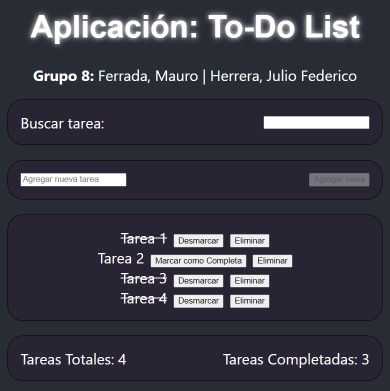 Aplicación: To-Do List
Grupo 8: Ferrada, Mauro | Herrera, Julio Federico
Buscar tarea:
Agregar nueva tarea Agregar tarea
Tarea 1 Desmarcar Eliminar
Tarea 2 Marcar como Completa Eliminar
Tarea 3 Desmarcar Eliminar
Tarea 4 Desmarcar Eliminar
Tareas Totales: 4 Tareas Completadas: 3